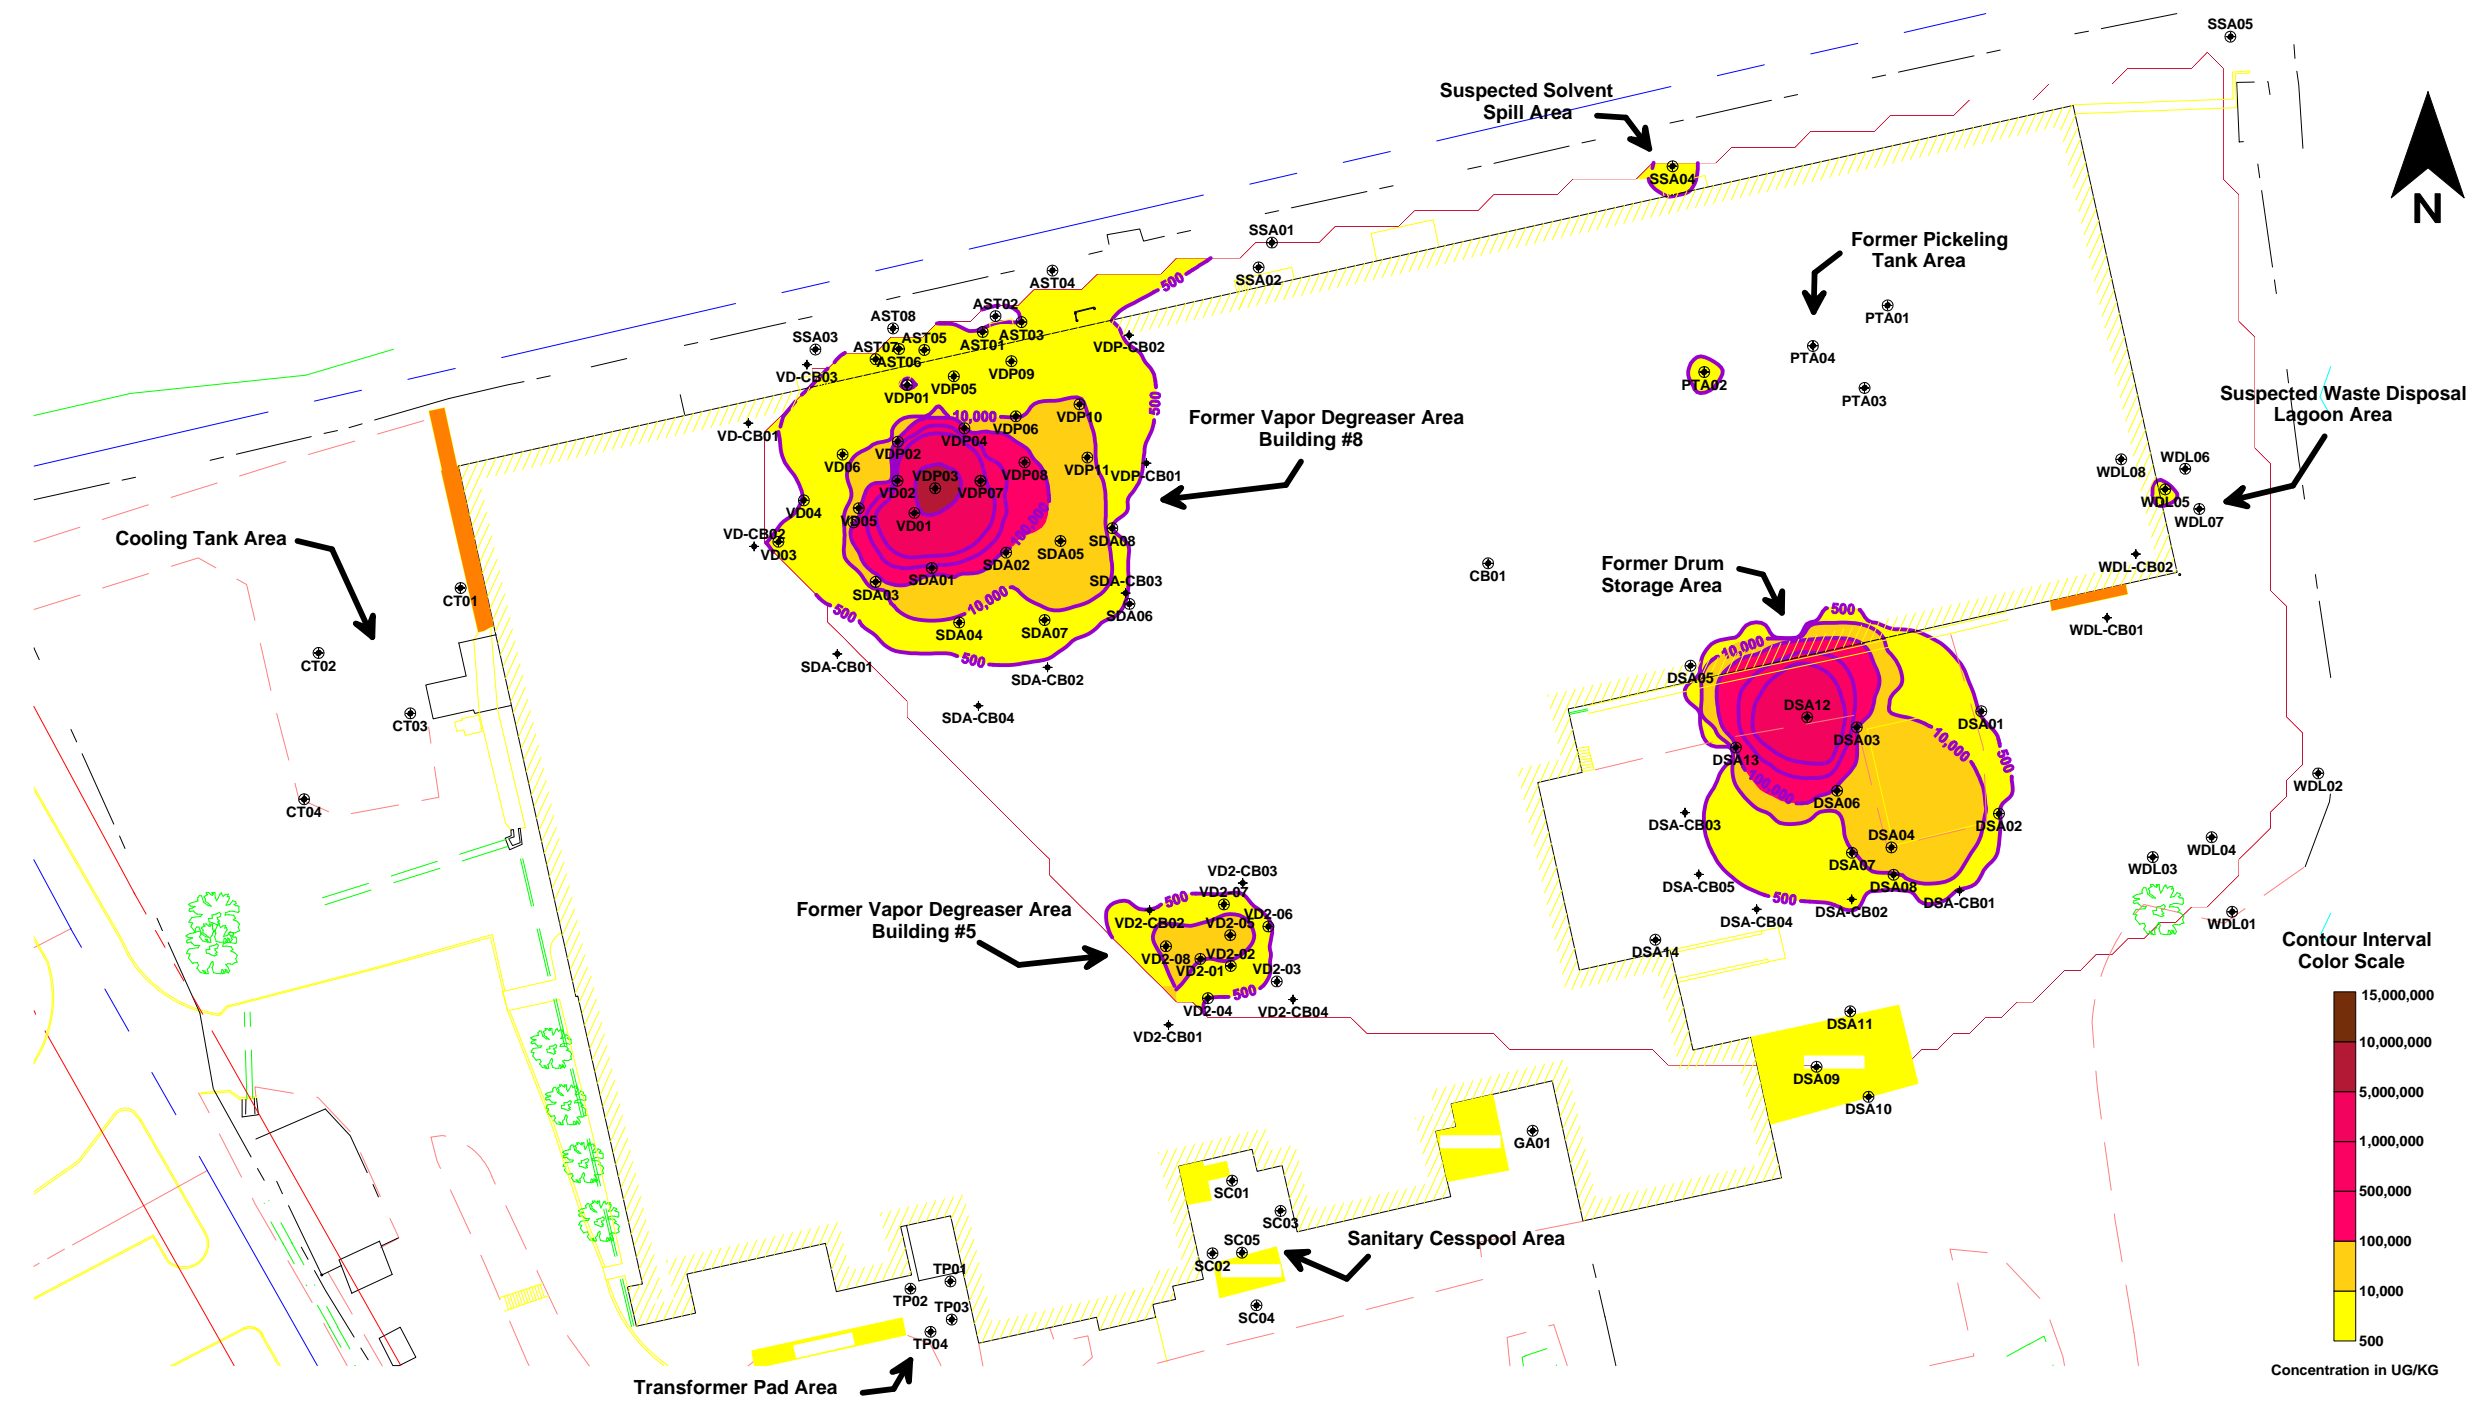 SSA05
Suspected Solvent
Spill Area
SSA04
SSA01
SSA02
Former Pickeling
Tank Area
N
AST04
500
AST02
AST03
AST01
AST08
AST05
AST07
AST06
SSA03
VD-CB03
VDP-CB02
PTA01
PTA04
PTA02
PTA03
VDP01
VDP05
VDP09
500
Suspected Waste Disposal
Lagoon Area
VD-CB01
10,000
VDP10
VDP06
VDP04
VDP02
Former Vapor Degreaser Area
Building #8
VD06
VDP03
VDP08
VDP11
VDP-CB01
VD02
VDP07
WDL08
WDL06
WDL05
WDL07
VD04
VD05
VD01
100,000
Cooling Tank Area
VD-CB02
VD03
SDA08
SDA05
SDA02
SDA01
SDA03
SDA-CB03
SDA06
CB01
Former Drum
Storage Area
WDL-CB02
WDL-CB01
CT01
CT02
CT03
CT04
500
10,000
SDA04
SDA07
500
SDA-CB01
SDA-CB02
SDA-CB04
500
10,000
DSA05
DSA12
DSA01
DSA03
10,000
500
DSA13
100,000
DSA06
DSA02
DSA-CB03
DSA04
DSA07
DSA08
DSA-CB05
500
DSA-CB04
DSA-CB02
DSA-CB01
DSA14
WDL02
WDL04
WDL03
WDL01
VD2-CB03
VD2-07
500
VD2-CB02
VD2-06
VD2-05
Former Vapor Degreaser Area
Building #5
VD2-08
VD2-02
VD2-01
VD2-03
500
VD2-04
VD2-CB04
VD2-CB01
DSA11
DSA09
DSA10
GA01
SC01
SC03
SC05
SC02
Sanitary Cesspool Area
SC04
TP01
TP02
TP03
TP04
Transformer Pad Area
Contour Interval
Color Scale
15,000,000
10,000,000
5,000,000
1,000,000
500,000
100,000
10,000
500
Concentration in UG/KG